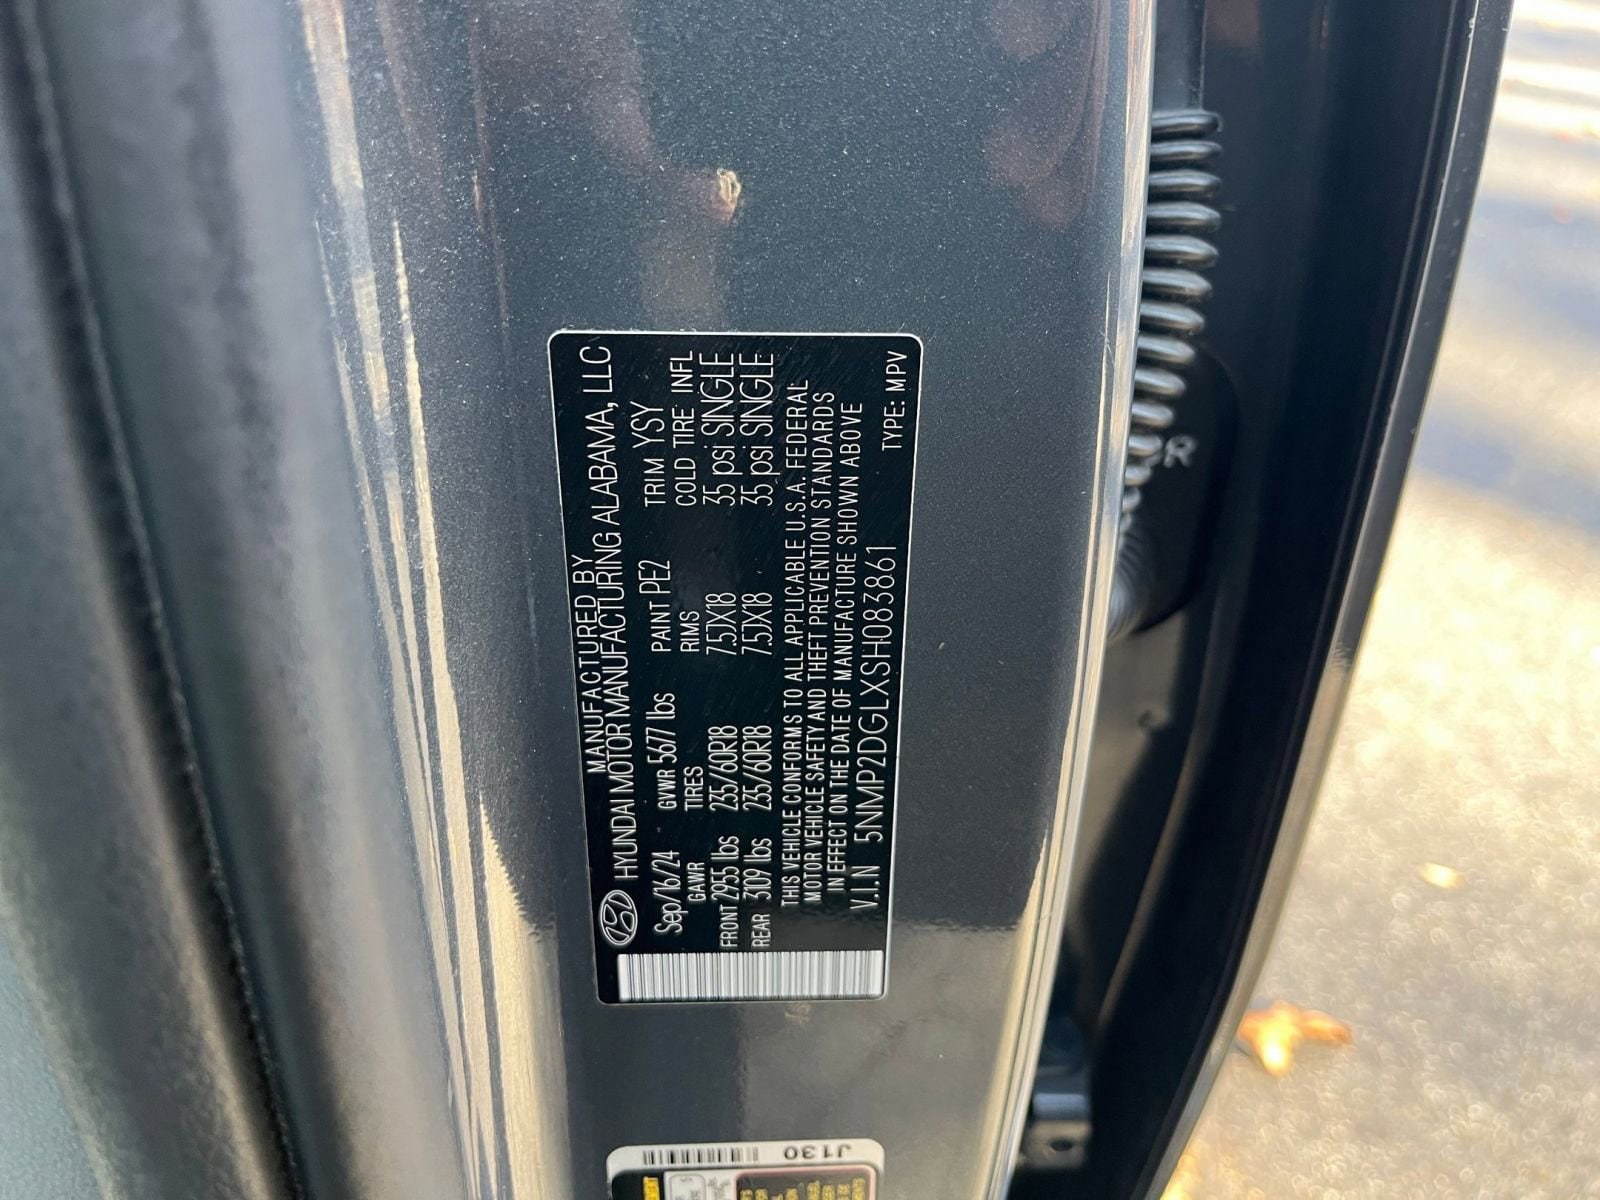 MANUFACTURED BY
HYUNDAI MOTOR MANUFACTURING ALABAMA, LLC
Sep/16/24 GVWR 5677 lbs PAINT PE2 TRIM YSY
GAWR TIRES RIMS COLD TIRE INFL
FRONT 2955 lbs 235/60R18 7.5JX18 35 psi SINGLE
REAR 3109 lbs 235/60R18 7.5JX18 35 psi SINGLE
THIS VEHICLE CONFORMS TO ALL APPLICABLE U.S.A. FEDERAL
MOTOR VEHICLE SAFETY AND THEFT PREVENTION STANDARDS
IN EFFECT ON THE DATE OF MANUFACTURE SHOWN ABOVE
V.I.N 5NMP2DGLXSH083861 TYPE: MPV
R
J130